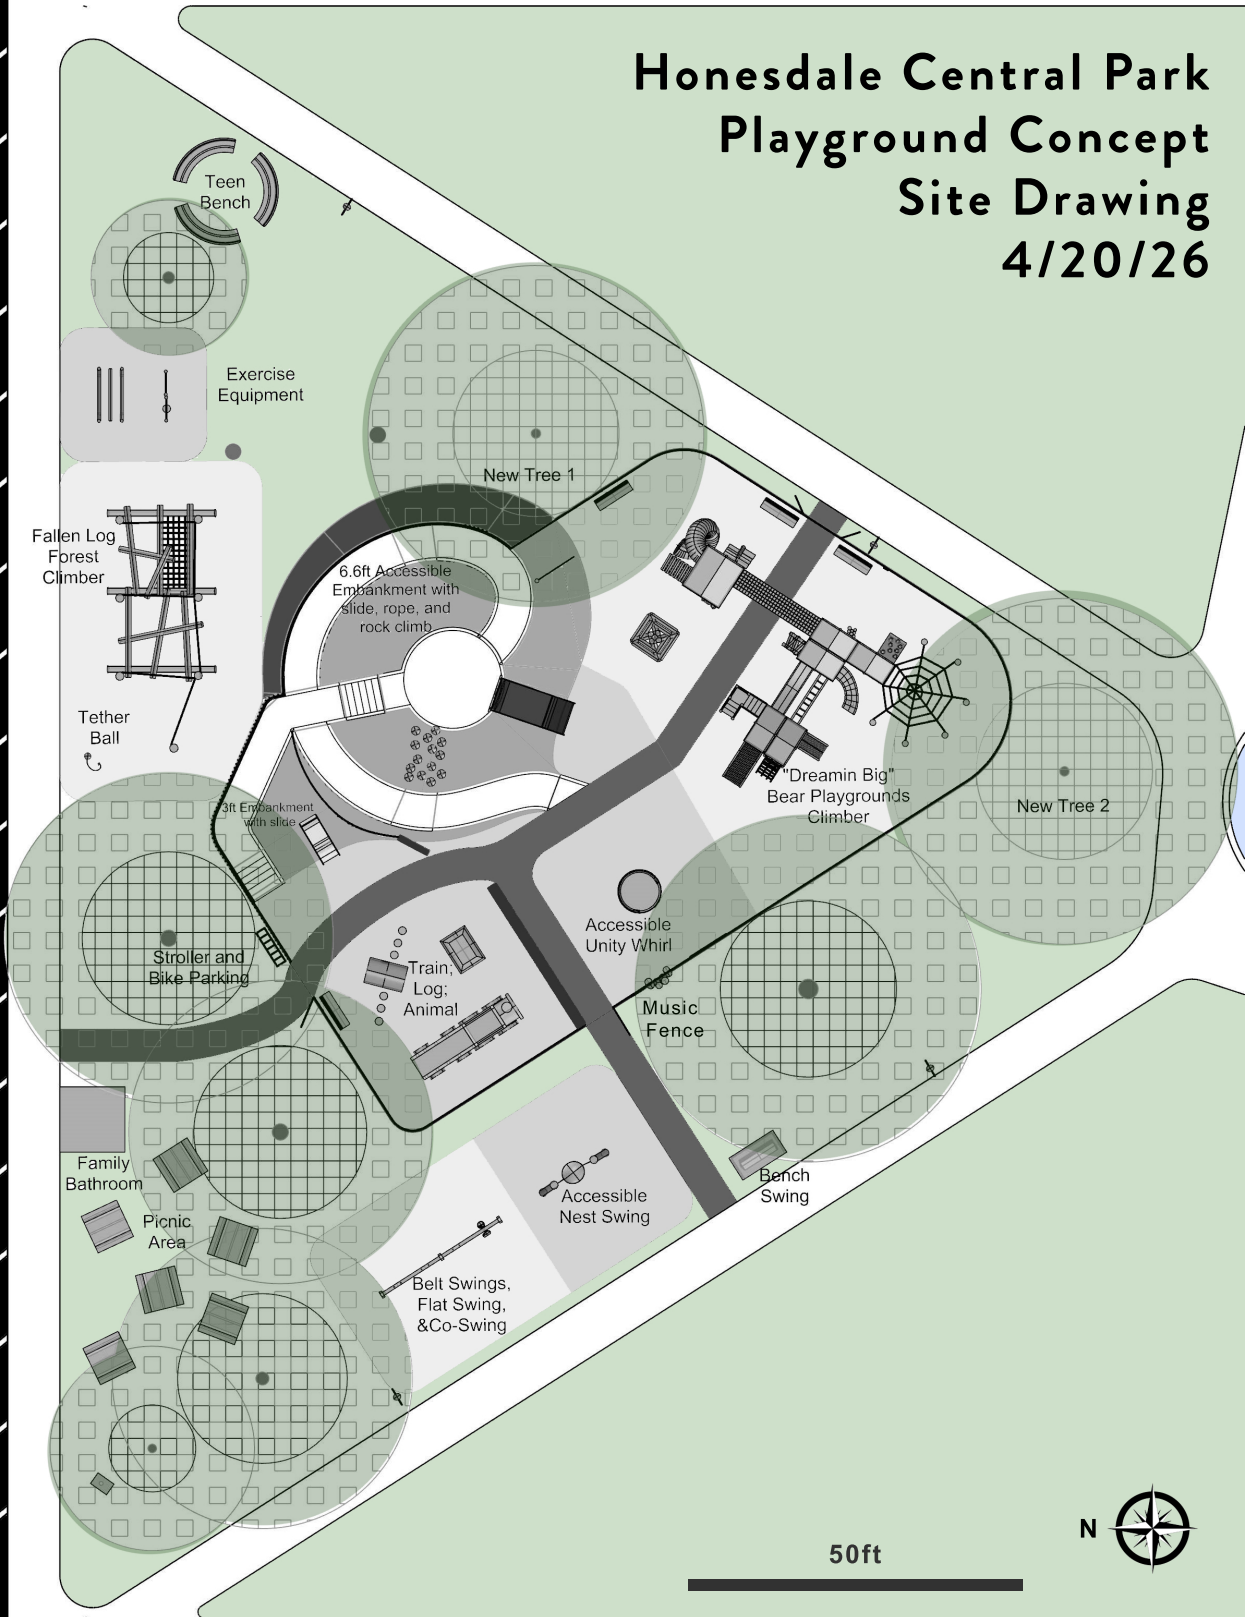 Honesdale Central Park
Playground Concept
Site Drawing
4/20/26
Teen
Bench
Exercise
Equipment
New Tree 1
Fallen Log
Forest
Climber
6.6ft Accessible
Embankment with
slide, rope, and
rock climb
Tether
Ball
3ft Embankment
with slide
"Dreamin Big"
Bear Playgrounds
Climber
New Tree 2
Accessible
Unity Whirl
Stroller and
Bike Parking
Train;
Log;
Animal
Music
Fence
Family
Bathroom
Bench
Swing
Accessible
Nest Swing
Picnic
Area
Belt Swings,
Flat Swing,
&Co-Swing
N
50ft